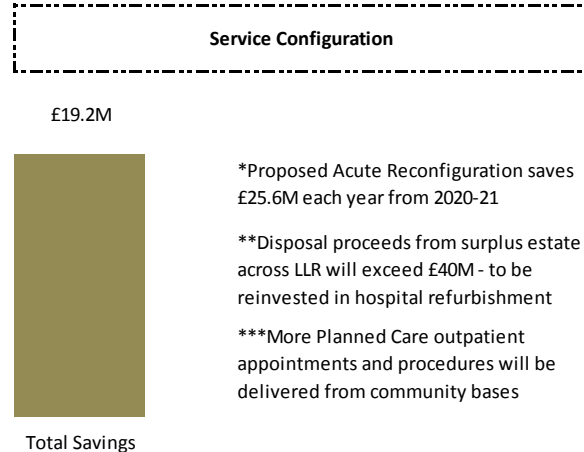 Service Configuration
£19.2M
*Proposed Acute Reconfiguration saves
£25.6M each year from 2020-21
**Disposal proceeds from surplus estate
across LLR will exceed £40M - to be
reinvested in hospital refurbishment
***More Planned Care outpatient
appointments and procedures will be
delivered from community bases
Total Savings